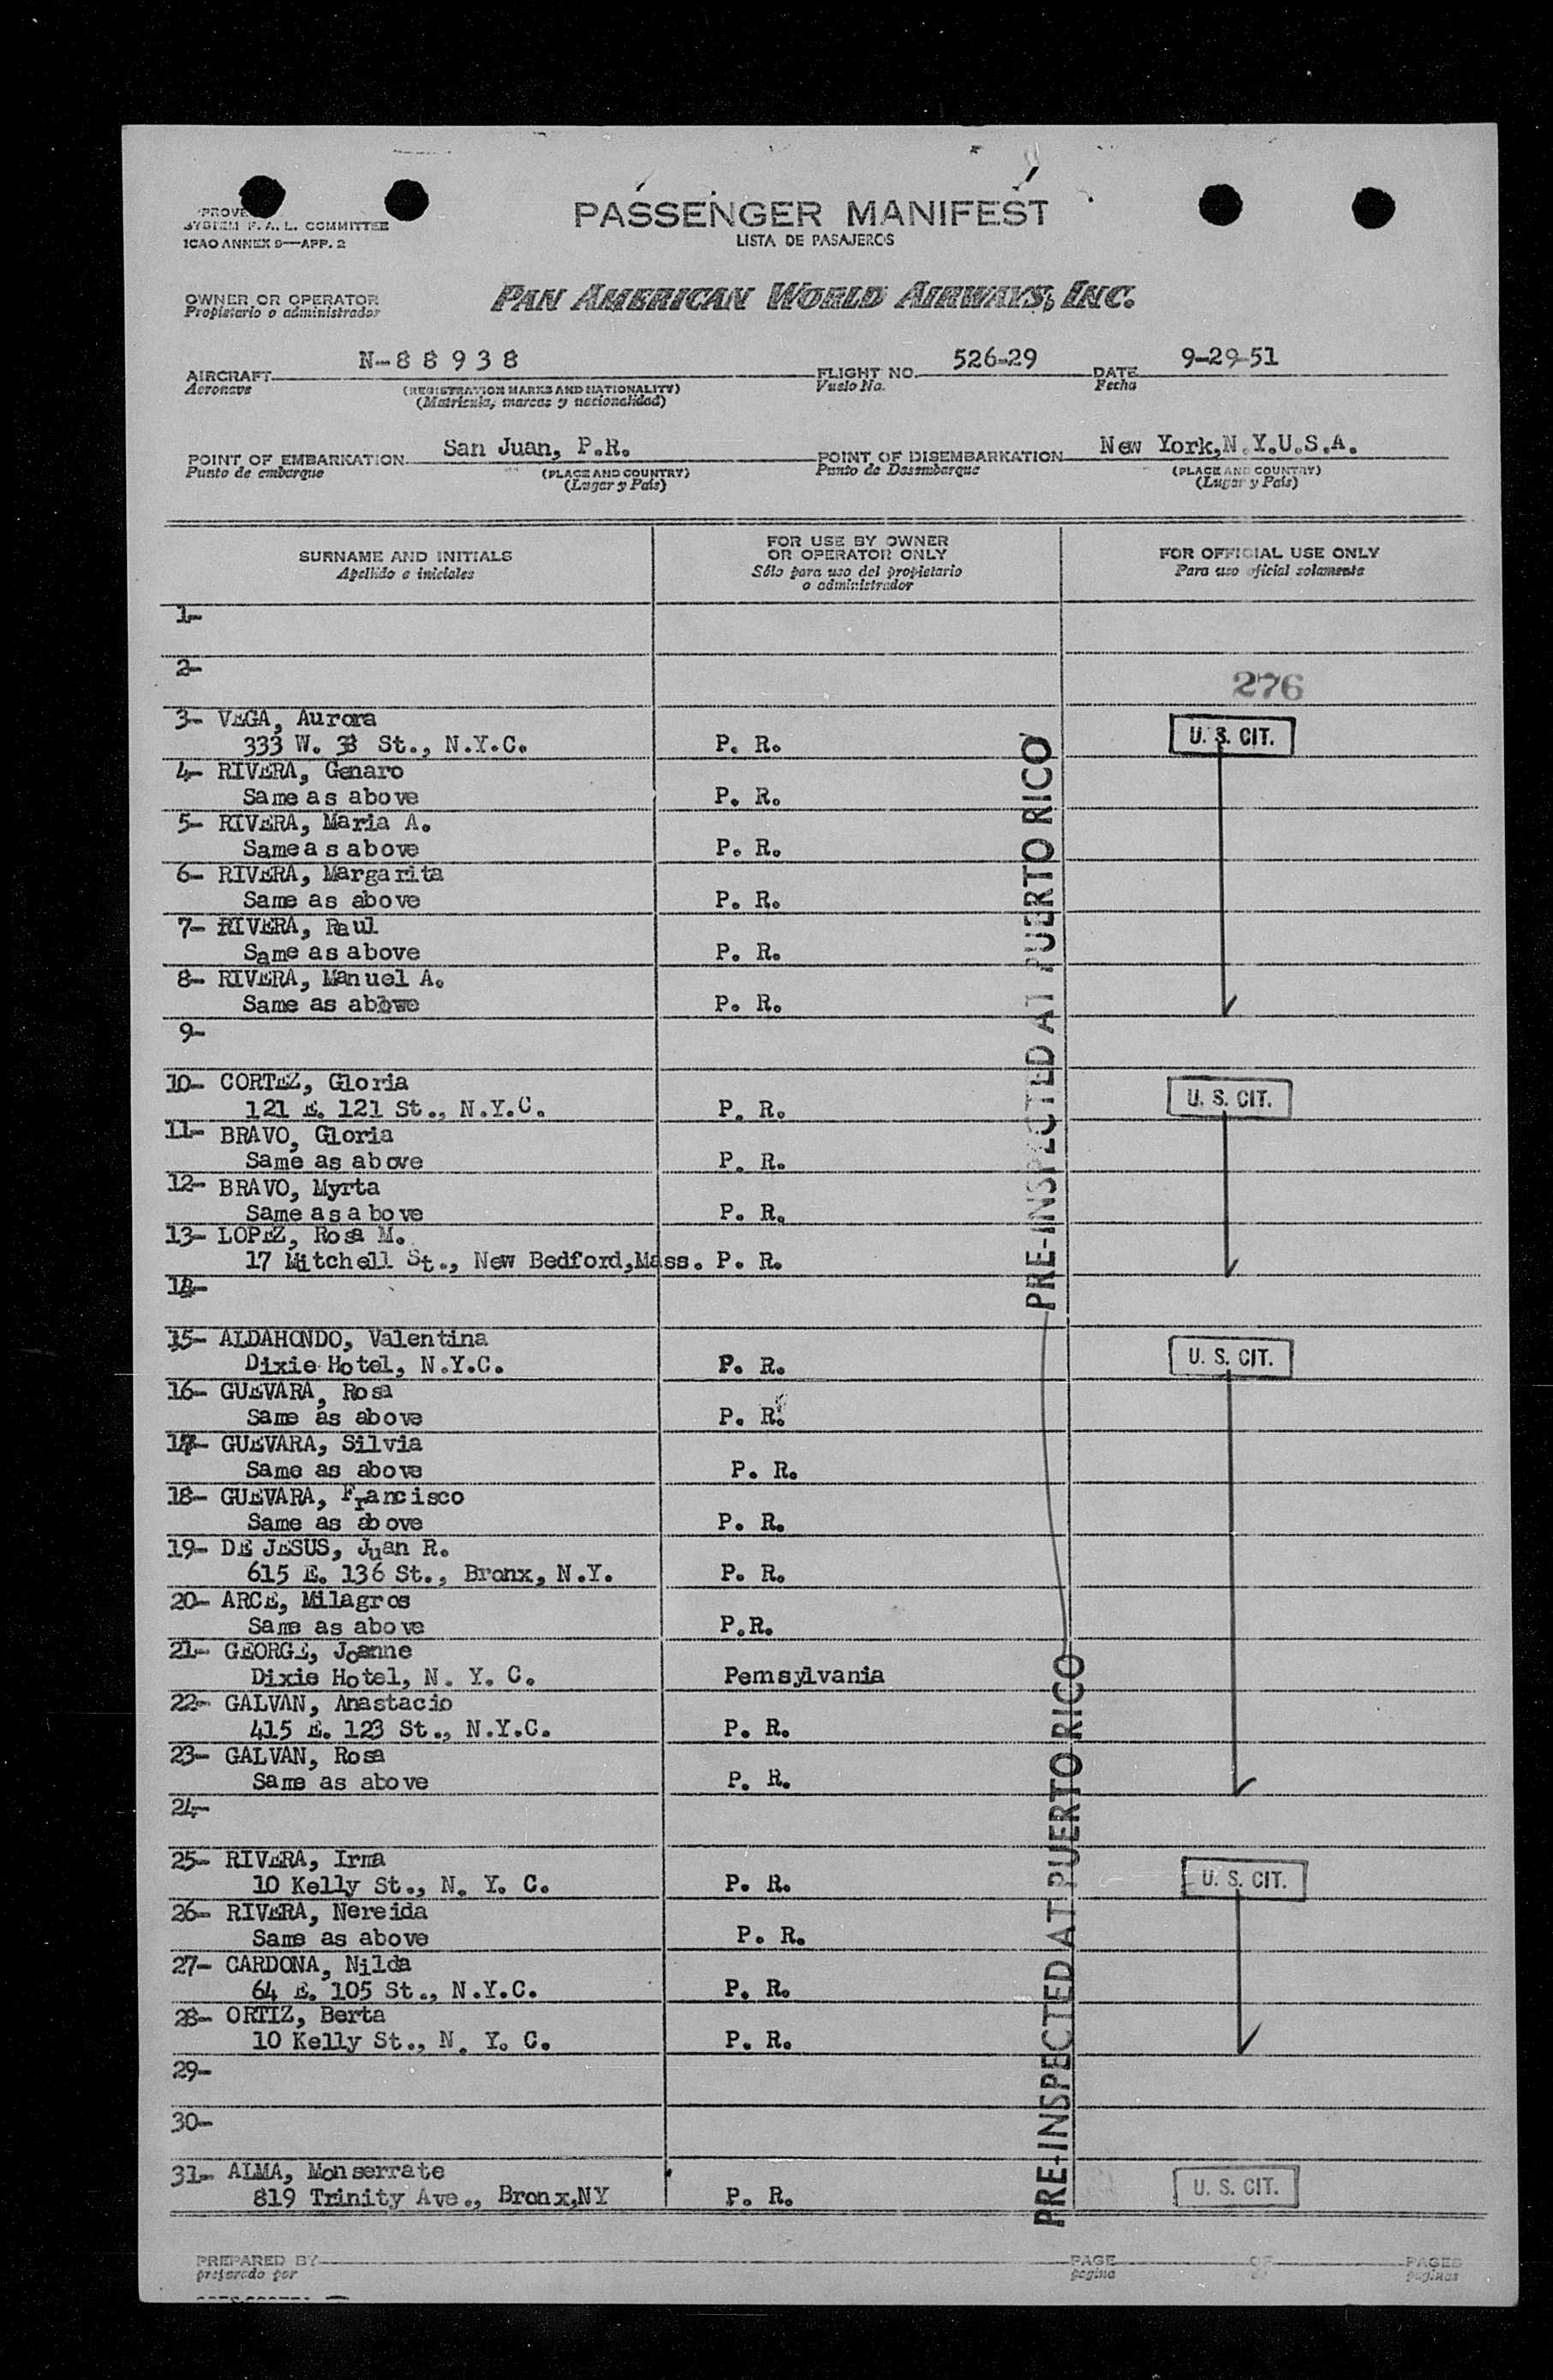 SYSTEM F. A. L. COMMITTEE
ICAO ANNEX 9—APP. 2
PASSENGER MANIFEST
LISTA DE PASAJEROS
OWNER OR OPERATOR
Propietario o administrador
PAN AMERICAN WORLD AIRWAYS, INC.
AIRCRAFT N-88938 FLIGHT NO. 526-29 DATE 9-29-51
Aeronave (REGISTRATION MARKS AND NATIONALITY) Vuelo No. Fecha
(Matrícula, marcas y nacionalidad)
POINT OF EMBARKATION San Juan, P.R. POINT OF DISEMBARKATION New York,N.Y.U.S.A.
Punto de embarque (PLACE AND COUNTRY) Punto de Desembarque (PLACE AND COUNTRY)
(Lugar y País) (Lugar y País)
SURNAME AND INITIALS
Apellido e iniciales
FOR USE BY OWNER
OR OPERATOR ONLY
Sólo para uso del propietario
o administrador
FOR OFFICIAL USE ONLY
Para uso oficial solamente
1-
2-
276
3- VEGA, Aurora
333 W. St., N.Y.C. P. R. U. S. CIT.
4- RIVERA, Genaro
Same as above P. R.
5- RIVERA, Maria A.
Same as above P. R.
6- RIVERA, Margarita
Same as above P. R.
7- RIVERA, Raul
Same as above P. R.
8- RIVERA, Manuel A.
Same as above P. R.
9-
10- CORTEZ, Gloria
121 E. 121 St., N.Y.C. P. R. U. S. CIT.
11- BRAVO, Gloria
Same as above P. R.
12- BRAVO, Myrta
Same as above P. R.
13- LOPEZ, Rosa M.
17 Mitchell St., New Bedford,Mass. P. R.
14-
PRE-INSPECTED AT PUERTO RICO
15- ALDAHONDO, Valentina
Dixie Hotel, N.Y.C. P. R. U. S. CIT.
16- GUEVARA, Rosa
Same as above P. R.
17- GUEVARA, Silvia
Same as above P. R.
18- GUEVARA, Francisco
Same as above P. R.
19- DE JESUS, Juan R.
615 E. 136 St., Bronx, N.Y. P. R.
20- ARCE, Milagros
Same as above P.R.
21- GEORGE, Joanne
Dixie Hotel, N. Y. C. Pemsylvania
22- GALVAN, Anastacio
415 E. 123 St., N.Y.C. P. R.
23- GALVAN, Rosa
Same as above P. R.
24-
25- RIVERA, Irma
10 Kelly St., N. Y. C. P. R. U. S. CIT.
26- RIVERA, Nereida
Same as above P. R.
27- CARDONA, Nilda
64 E. 105 St., N.Y.C. P. R.
28- ORTIZ, Berta
10 Kelly St., N. Y. C. P. R.
29-
30-
31- ALMA, Monserrate
819 Trinity Ave., Bronx,NY P. R. U. S. CIT.
PRE-INSPECTED AT PUERTO RICO
PREPARED BY PAGE OF PAGES
preparado por pagina de paginas